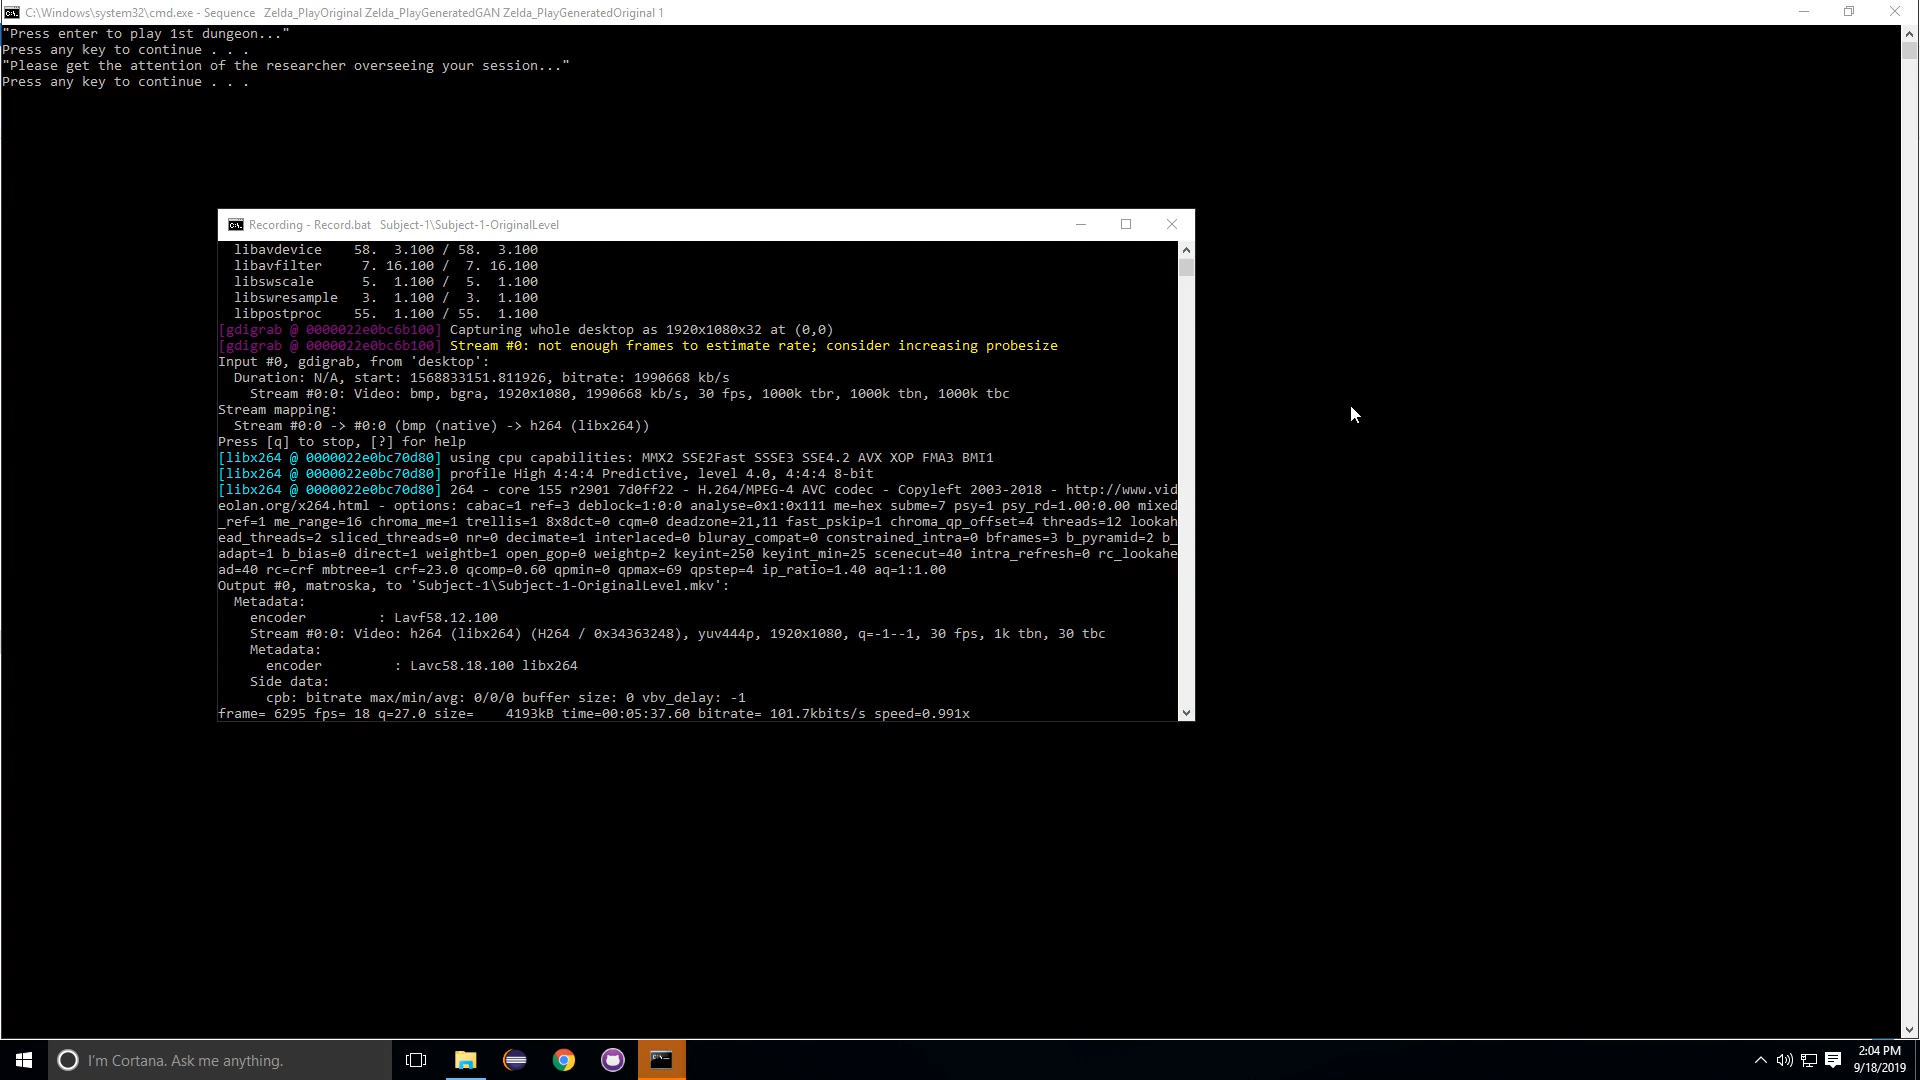 C:\Windows\system32\cmd.exe - Sequence  Zelda_PlayOriginal Zelda_PlayGeneratedGAN Zelda_PlayGeneratedOriginal 1
"Press enter to play 1st dungeon..."
Press any key to continue . . .
"Please get the attention of the researcher overseeing your session..."
Press any key to continue . . .
Recording - Record.bat  Subject-1\Subject-1-OriginalLevel
libavdevice    58.  3.100 / 58.  3.100
libavfilter     7. 16.100 /  7. 16.100
libswscale      5.  1.100 /  5.  1.100
libswresample   3.  1.100 /  3.  1.100
libpostproc    55.  1.100 / 55.  1.100
[gdigrab @ 0000022e0bc6b100] Capturing whole desktop as 1920x1080x32 at (0,0)
[gdigrab @ 0000022e0bc6b100] Stream #0: not enough frames to estimate rate; consider increasing probesize
Input #0, gdigrab, from 'desktop':
Duration: N/A, start: 1568833151.811926, bitrate: 1990668 kb/s
Stream #0:0: Video: bmp, bgra, 1920x1080, 1990668 kb/s, 30 fps, 1000k tbr, 1000k tbn, 1000k tbc
Stream mapping:
Stream #0:0 -> #0:0 (bmp (native) -> h264 (libx264))
Press [q] to stop, [?] for help
[libx264 @ 0000022e0bc70d80] using cpu capabilities: MMX2 SSE2Fast SSSE3 SSE4.2 AVX XOP FMA3 BMI1
[libx264 @ 0000022e0bc70d80] profile High 4:4:4 Predictive, level 4.0, 4:4:4 8-bit
[libx264 @ 0000022e0bc70d80] 264 - core 155 r2901 7d0ff22 - H.264/MPEG-4 AVC codec - Copyleft 2003-2018 - http://www.vid
eolan.org/x264.html - options: cabac=1 ref=3 deblock=1:0:0 analyse=0x1:0x111 me=hex subme=7 psy=1 psy_rd=1.00:0.00 mixed
_ref=1 me_range=16 chroma_me=1 trellis=1 8x8dct=0 cqm=0 deadzone=21,11 fast_pskip=1 chroma_qp_offset=4 threads=12 lookah
ead_threads=2 sliced_threads=0 nr=0 decimate=1 interlaced=0 bluray_compat=0 constrained_intra=0 bframes=3 b_pyramid=2 b_
adapt=1 b_bias=0 direct=1 weightb=1 open_gop=0 weightp=2 keyint=250 keyint_min=25 scenecut=40 intra_refresh=0 rc_lookahe
ad=40 rc=crf mbtree=1 crf=23.0 qcomp=0.60 qpmin=0 qpmax=69 qpstep=4 ip_ratio=1.40 aq=1:1.00
Output #0, matroska, to 'Subject-1\Subject-1-OriginalLevel.mkv':
Metadata:
encoder         : Lavf58.12.100
Stream #0:0: Video: h264 (libx264) (H264 / 0x34363248), yuv444p, 1920x1080, q=-1--1, 30 fps, 1k tbn, 30 tbc
Metadata:
encoder         : Lavc58.18.100 libx264
Side data:
cpb: bitrate max/min/avg: 0/0/0 buffer size: 0 vbv_delay: -1
frame= 6295 fps= 18 q=27.0 size=    4193kB time=00:05:37.60 bitrate= 101.7kbits/s speed=0.991x
I'm Cortana. Ask me anything.
2:04 PM
9/18/2019